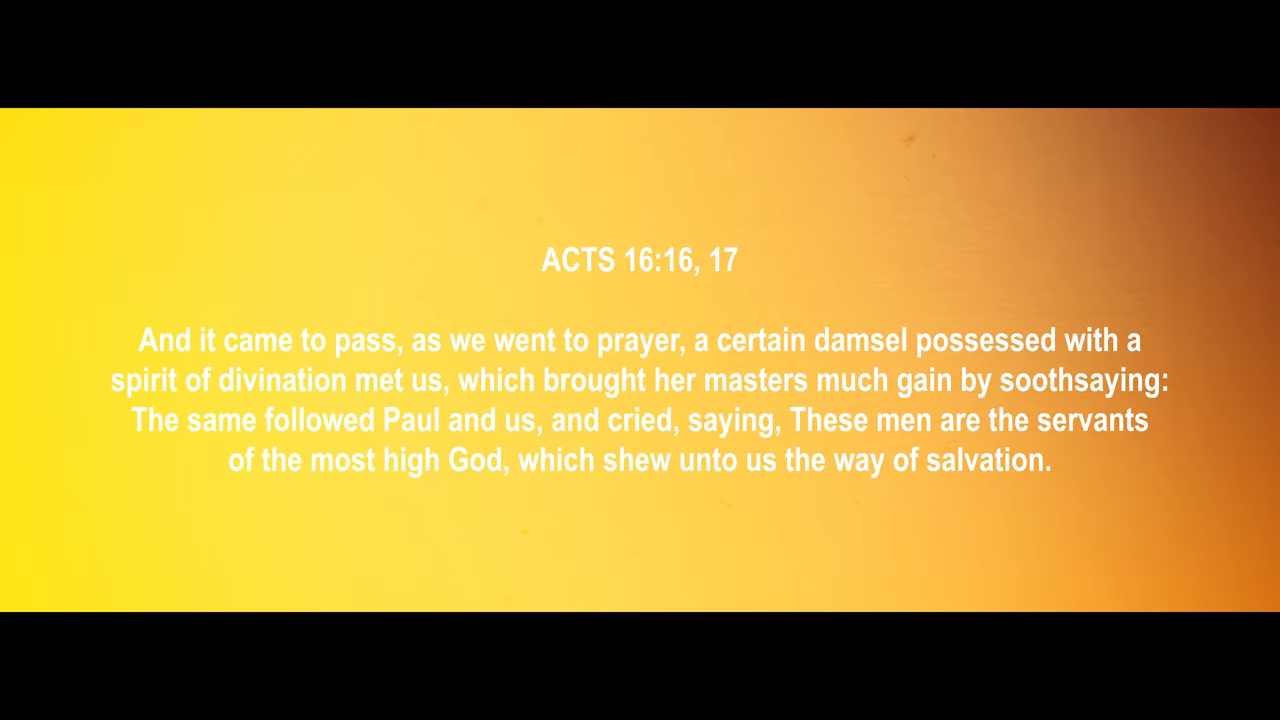 ACTS 16:16, 17
And it came to pass, as we went to prayer, a certain damsel possessed with a
spirit of divination met us, which brought her masters much gain by soothsaying:
The same followed Paul and us, and cried, saying, These men are the servants
of the most high God, which shew unto us the way of salvation.